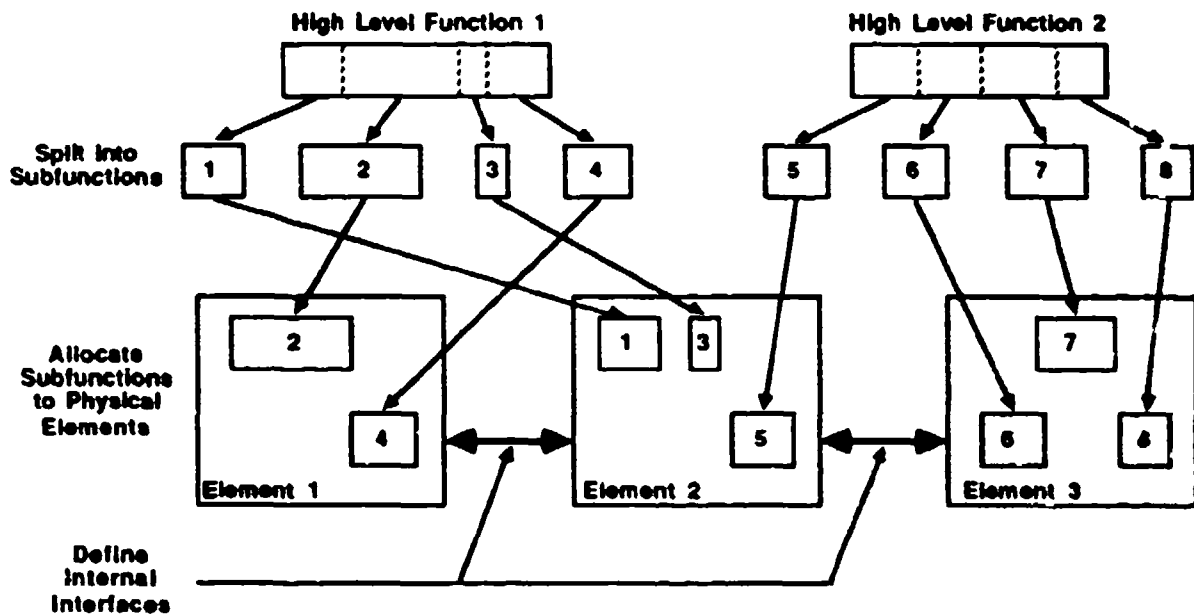 High Level Function 1
High Level Function 2
Split into
Subfunctions
1
2
3
4
5
6
7
8
Allocate
Subfunctions
to Physical
Elements
2
4
Element 1
1
3
5
Element 2
7
6
8
Element 3
Define
Internal
Interfaces